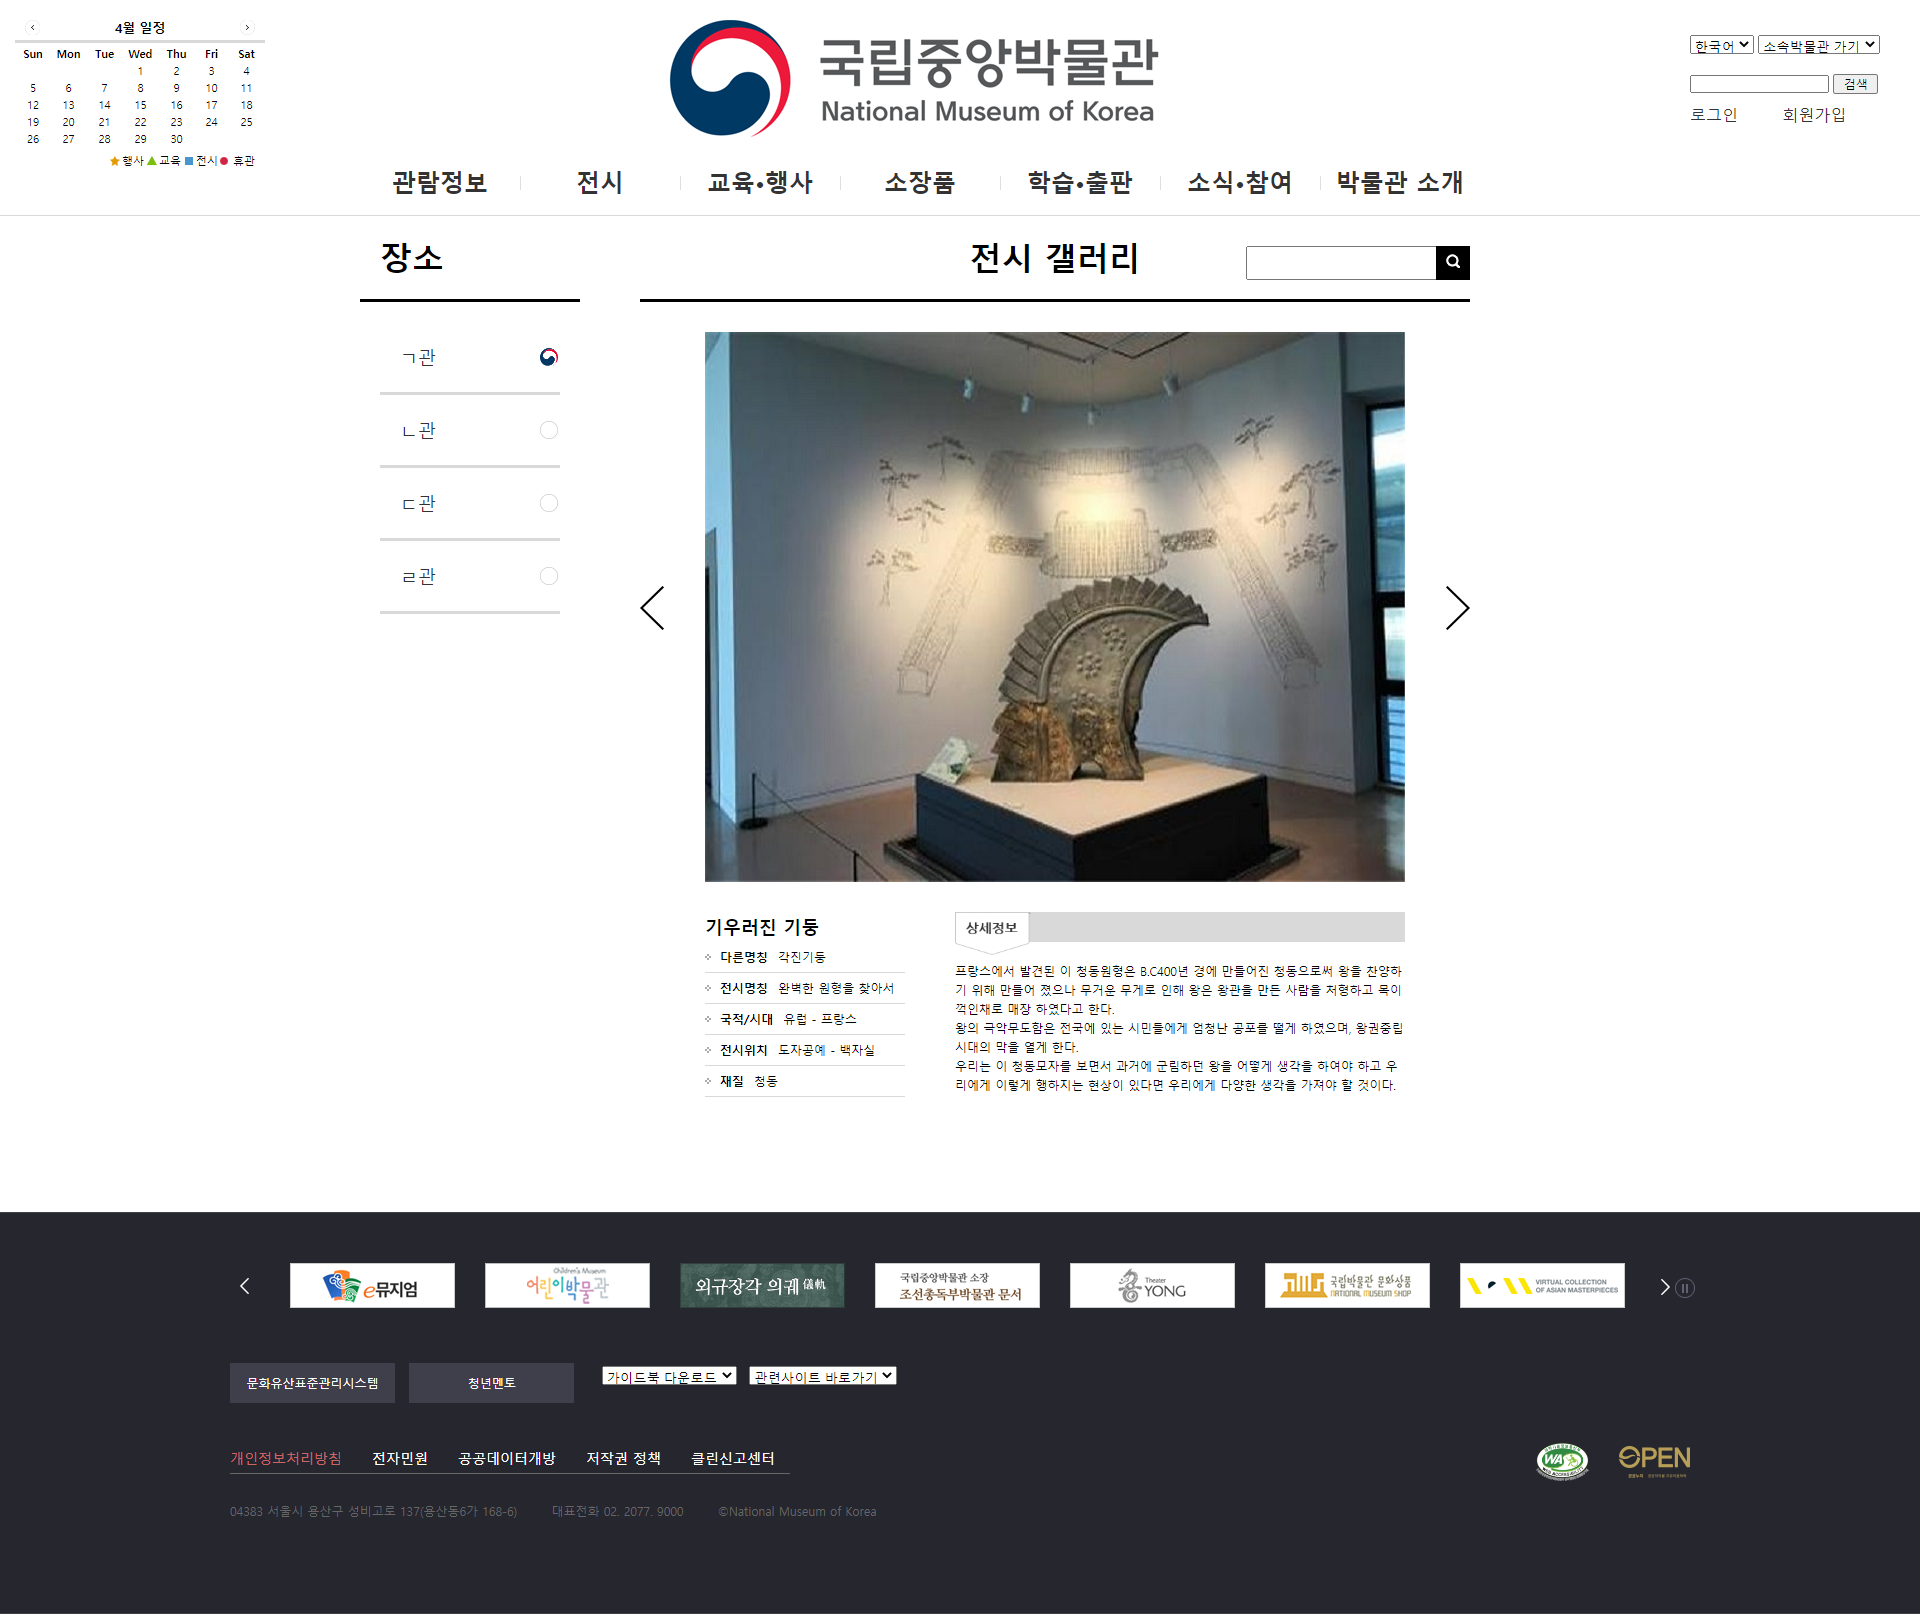 4월 일정
Sun Mon Tue Wed Thu Fri Sat
1 2 3 4
5 6 7 8 9 10 11
12 13 14 15 16 17 18
19 20 21 22 23 24 25
26 27 28 29 30
행사 교육 전시 휴관
국립중앙박물관
National Museum of Korea
한국어 소속박물관 가기
검색
로그인 회원가입
관람정보 전시 교육•행사 소장품 학습•출판 소식•참여 박물관 소개
장소
전시 갤러리
ㄱ관
ㄴ관
ㄷ관
ㄹ관
기우러진 기둥
다른명칭 각진기둥
전시명칭 완벽한 원형을 찾아서
국적/시대 유럽 - 프랑스
전시위치 도자공예 - 백자실
재질 청동
상세정보
프랑스에서 발견된 이 청동원형은 B.C400년 경에 만들어진 청동으로써 왕을 찬양하
기 위해 만들어 졌으나 무거운 무게로 인해 왕은 왕관을 만든 사람을 처형하고 목이
꺽인채로 매장 하였다고 한다.
왕의 극악무도함은 전국에 있는 시민들에게 엄청난 공포를 떨게 하였으며, 왕권중립
시대의 막을 열게 한다.
우리는 이 청동모자를 보면서 과거에 군림하던 왕을 어떻게 생각을 하여야 하고 우
리에게 이렇게 행하지는 현상이 있다면 우리에게 다양한 생각을 가져야 할 것이다.
e뮤지엄
Children's Museum
어린이박물관
외규장각 의궤 儀軌
국립중앙박물관 소장
조선총독부박물관 문서
Theater
YONG
국립박물관 문화상품
NATIONAL MUSEUM SHOP
VIRTUAL COLLECTION
OF ASIAN MASTERPIECES
문화유산표준관리시스템 청년멘토 가이드북 다운로드 관련사이트 바로가기
개인정보처리방침 전자민원 공공데이터개방 저작권 정책 클린신고센터
WA
OPEN
04383 서울시 용산구 성비고로 137(용산동6가 168-6) 대표전화 02. 2077. 9000 ©National Museum of Korea